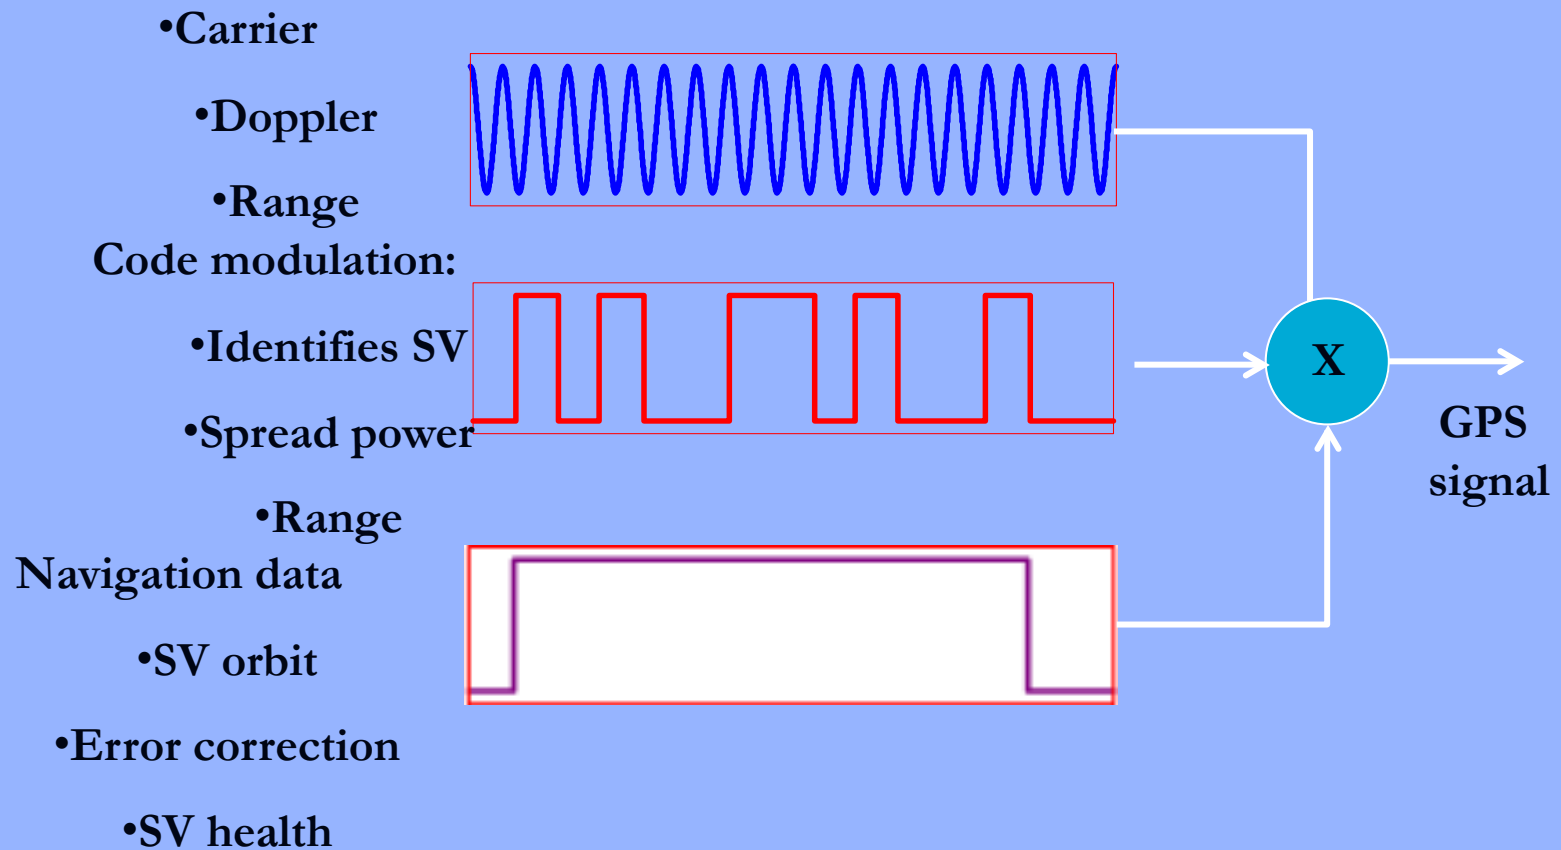 •Carrier
•Doppler
•Range
Code modulation:
•Identifies SV
•Spread power
•Range
Navigation data
•SV orbit
•Error correction
•SV health
X
GPS
signal